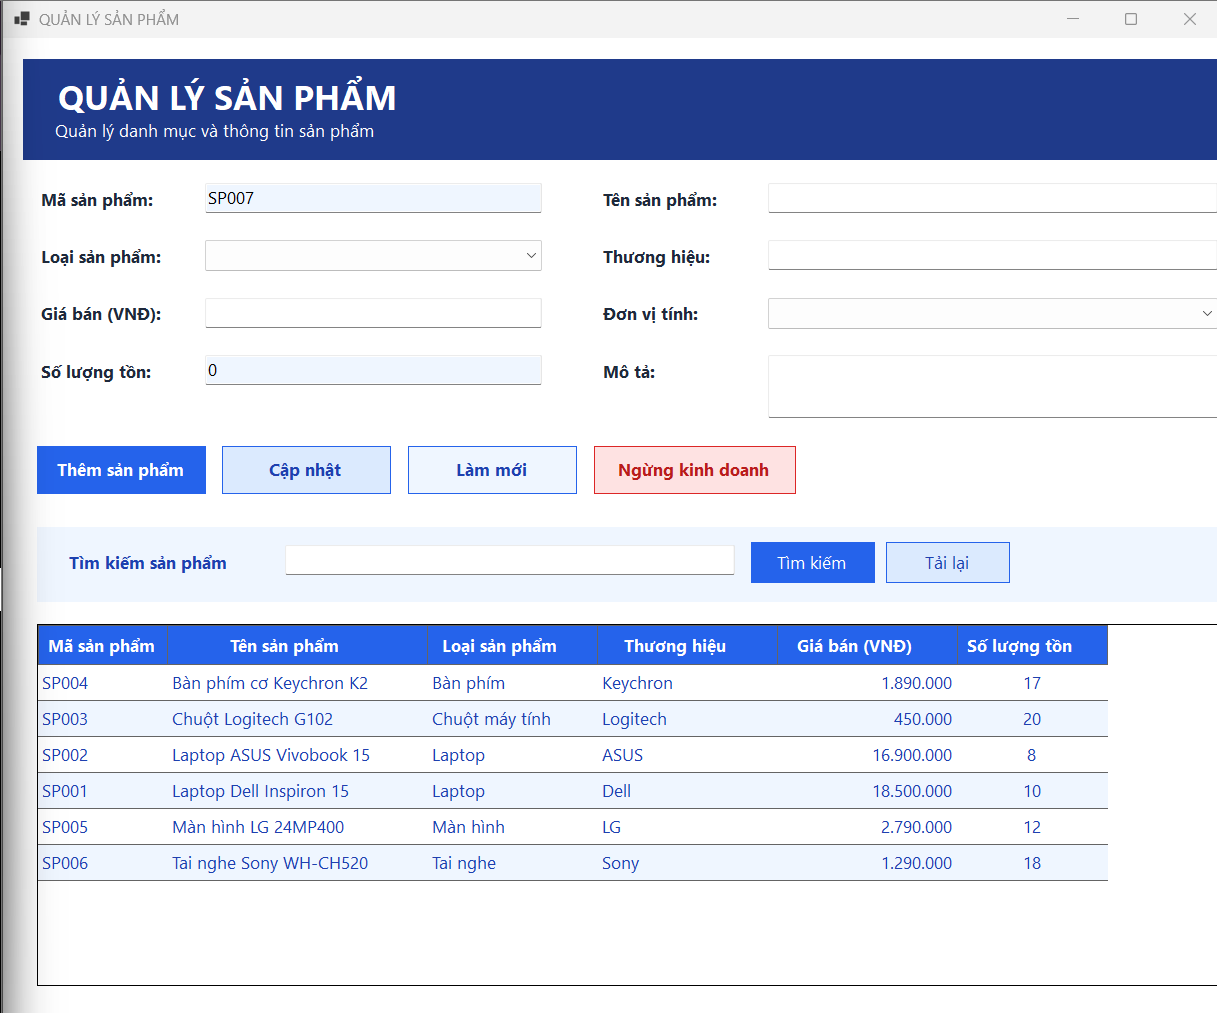 QUẢN LÝ SẢN PHẨM
QUẢN LÝ SẢN PHẨM
Quản lý danh mục và thông tin sản phẩm
Mã sản phẩm: SP007 Tên sản phẩm:
Loại sản phẩm: Thương hiệu:
Giá bán (VNĐ): Đơn vị tính:
Số lượng tồn: 0 Mô tả:
Thêm sản phẩm Cập nhật Làm mới Ngừng kinh doanh
Tìm kiếm sản phẩm Tìm kiếm Tải lại
Mã sản phẩm Tên sản phẩm Loại sản phẩm Thương hiệu Giá bán (VNĐ) Số lượng tồn
SP004 Bàn phím cơ Keychron K2 Bàn phím Keychron 1.890.000 17
SP003 Chuột Logitech G102 Chuột máy tính Logitech 450.000 20
SP002 Laptop ASUS Vivobook 15 Laptop ASUS 16.900.000 8
SP001 Laptop Dell Inspiron 15 Laptop Dell 18.500.000 10
SP005 Màn hình LG 24MP400 Màn hình LG 2.790.000 12
SP006 Tai nghe Sony WH-CH520 Tai nghe Sony 1.290.000 18